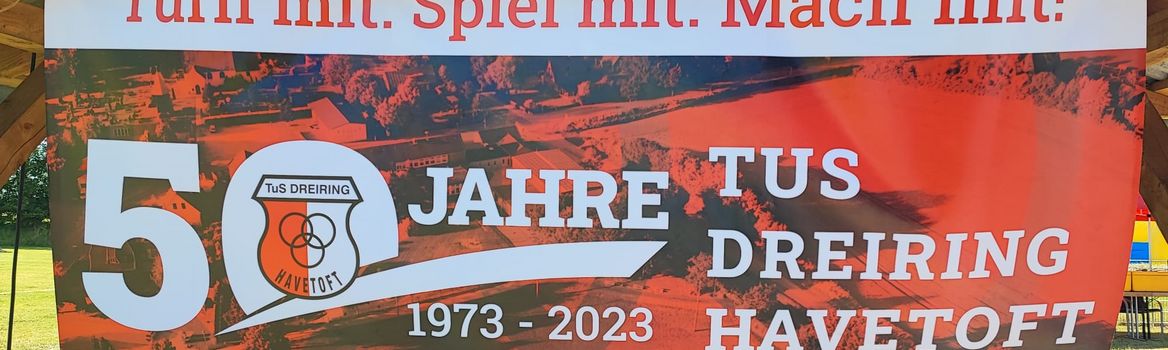 Turn mit. Spiel mit. Mach mit!
50 JAHRE
TuS DREIRING
HAVETOFT
1973 - 2023
TUS
DREIRING
HAVETOFT